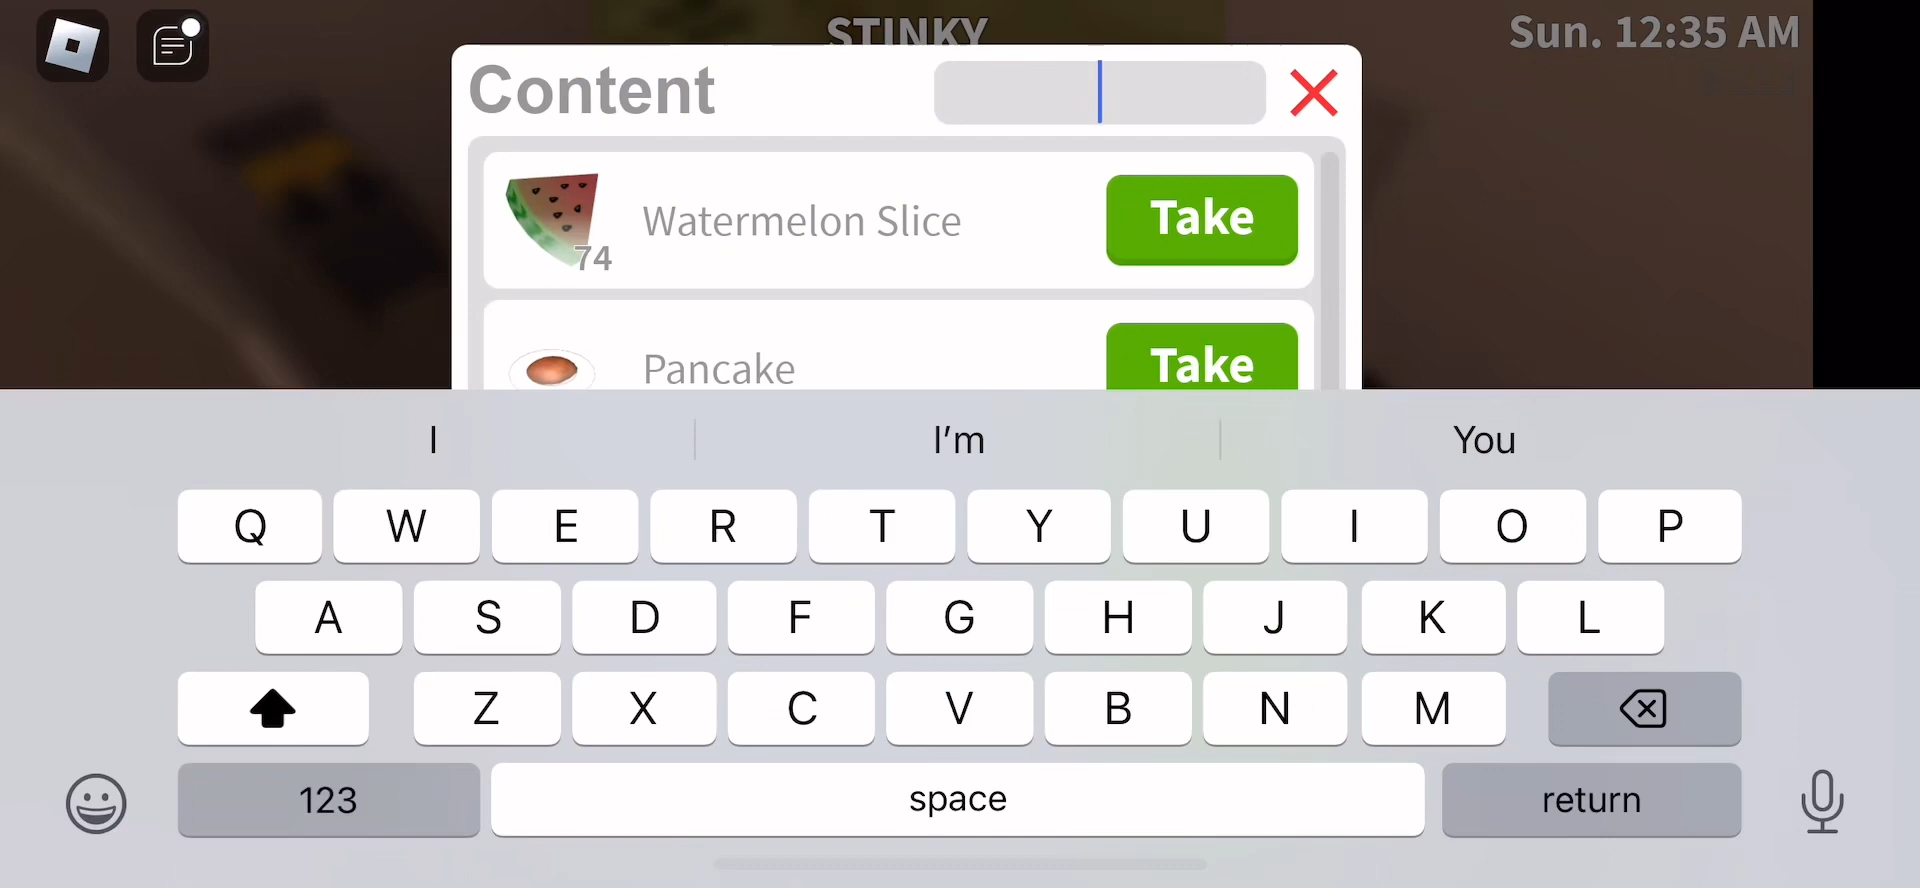 STINKY
Sun. 12:35 AM
Content
74
Watermelon Slice
Take
Pancake
Take
I
I’m
You
Q W E R T Y U I O P
A S D F G H J K L
Z X C V B N M
123
space
return